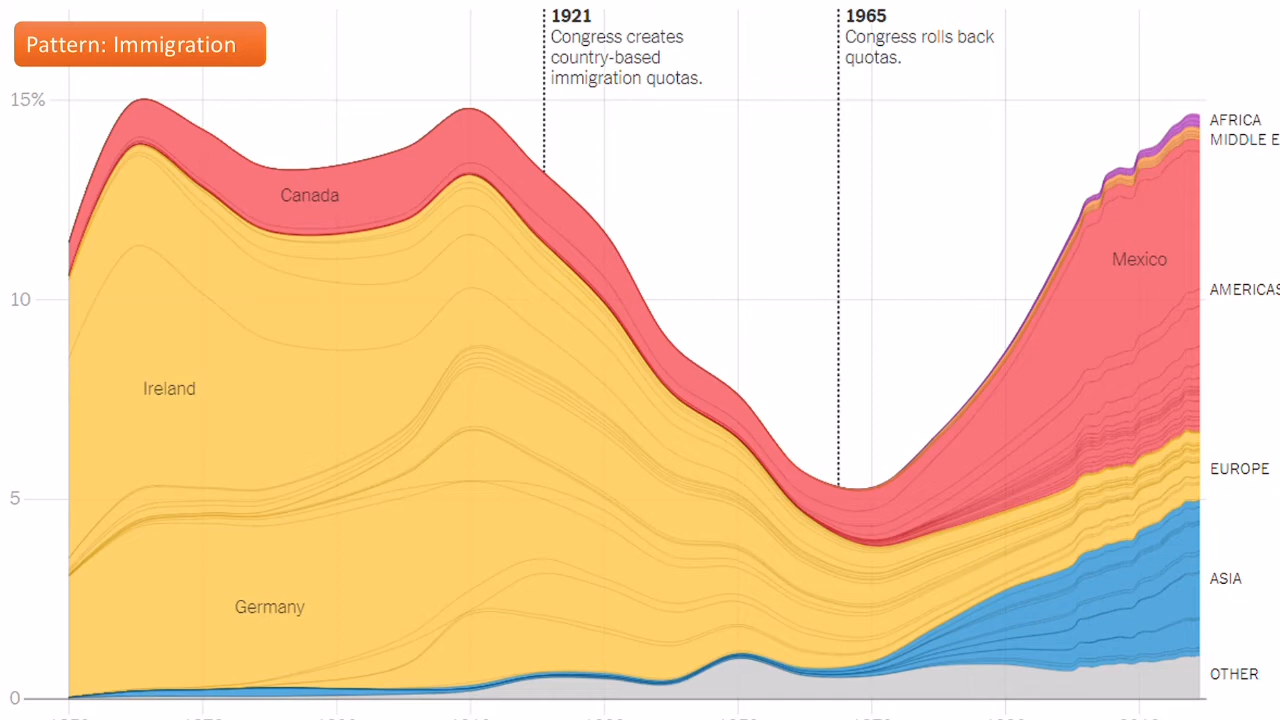 Pattern: Immigration
1921
Congress creates
country-based
immigration quotas.
1965
Congress rolls back
quotas.
15%
10
5
0
Canada
Ireland
Germany
Mexico
AFRICA
MIDDLE E
AMERICAS
EUROPE
ASIA
OTHER